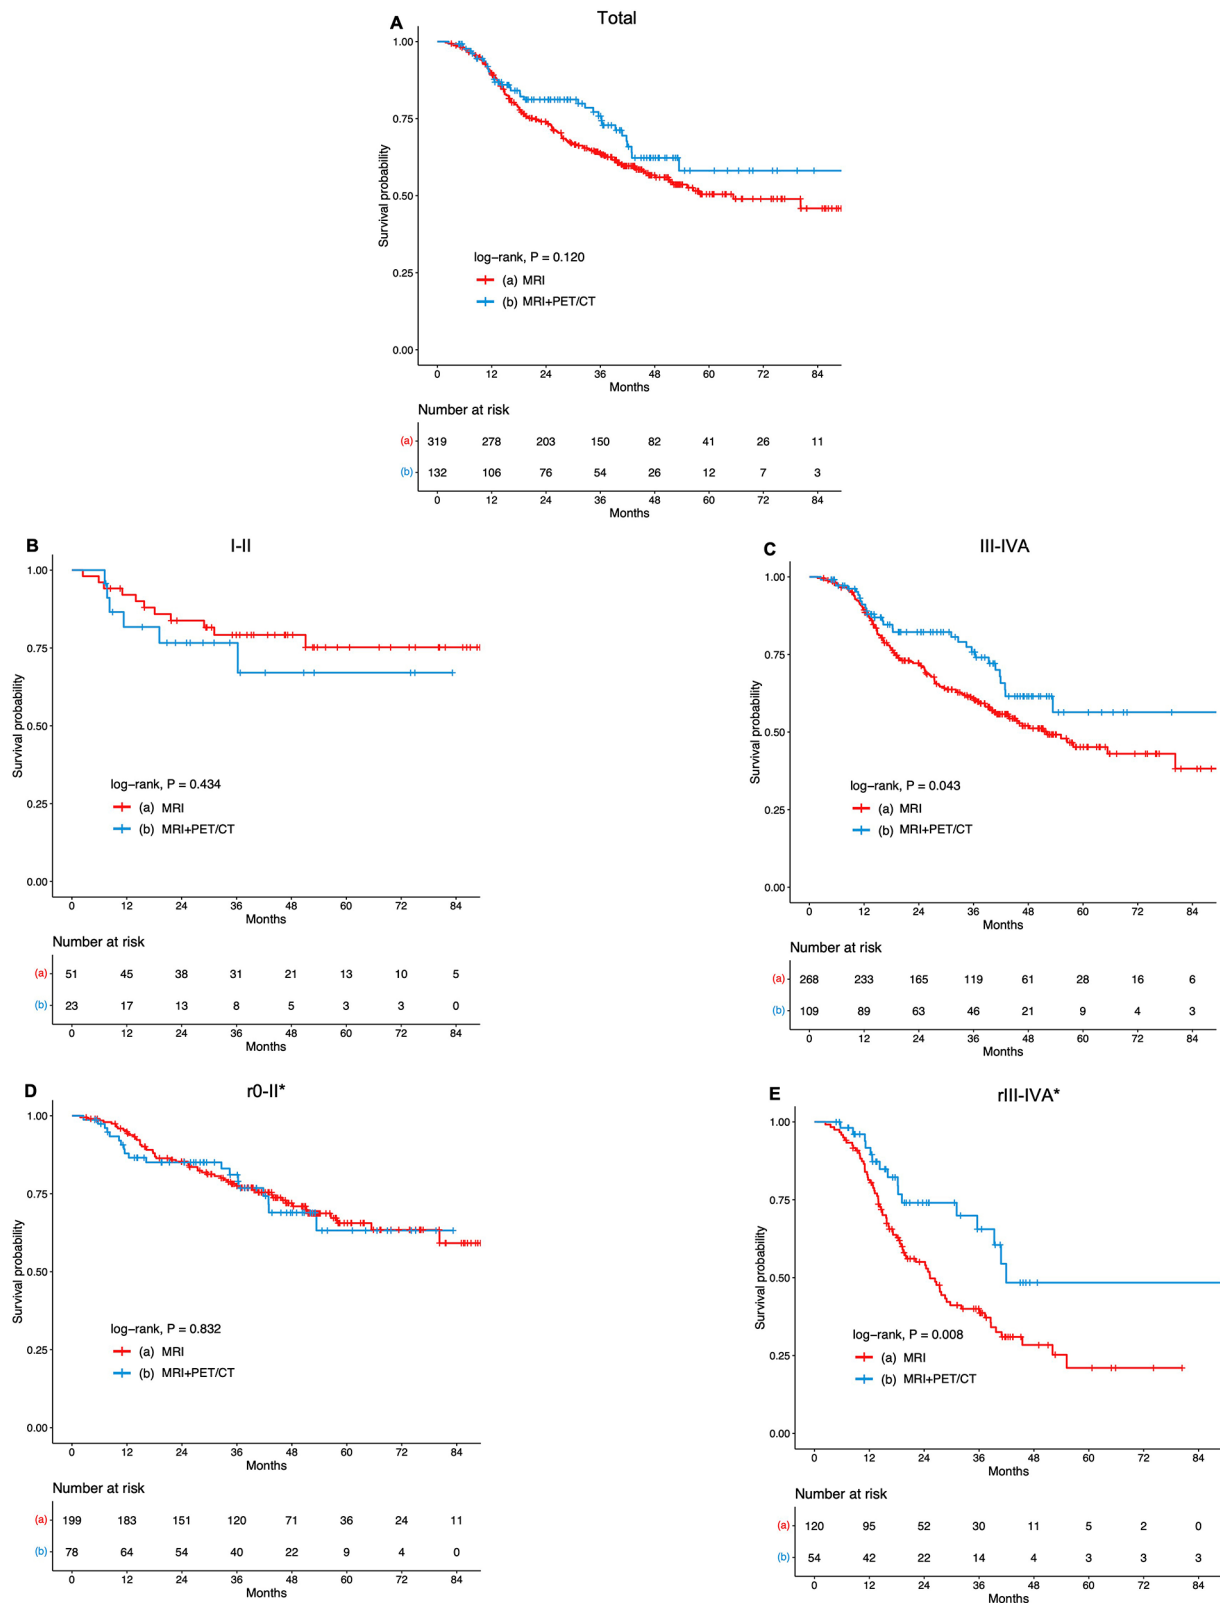 A
Total
1.00
0.75
0.50
0.25
0.00
Survival probability
log-rank, P = 0.120
(a) MRI
(b) MRI+PET/CT
0 12 24 36 48 60 72 84
Months
Number at risk
(a) 319 278 203 150 82 41 26 11
(b) 132 106 76 54 26 12 7 3
0 12 24 36 48 60 72 84
Months
B
I-II
1.00
0.75
0.50
0.25
0.00
Survival probability
log-rank, P = 0.434
(a) MRI
(b) MRI+PET/CT
0 12 24 36 48 60 72 84
Months
Number at risk
(a) 51 45 38 31 21 13 10 5
(b) 23 17 13 8 5 3 3 0
0 12 24 36 48 60 72 84
Months
C
III-IVA
1.00
0.75
0.50
0.25
0.00
Survival probability
log-rank, P = 0.043
(a) MRI
(b) MRI+PET/CT
0 12 24 36 48 60 72 84
Months
Number at risk
(a) 268 233 165 119 61 28 16 6
(b) 109 89 63 46 21 9 4 3
0 12 24 36 48 60 72 84
Months
D
r0-II*
1.00
0.75
0.50
0.25
0.00
Survival probability
log-rank, P = 0.832
(a) MRI
(b) MRI+PET/CT
0 12 24 36 48 60 72 84
Months
Number at risk
(a) 199 183 151 120 71 36 24 11
(b) 78 64 54 40 22 9 4 0
0 12 24 36 48 60 72 84
Months
E
rIII-IVA*
1.00
0.75
0.50
0.25
0.00
Survival probability
log-rank, P = 0.008
(a) MRI
(b) MRI+PET/CT
0 12 24 36 48 60 72 84
Months
Number at risk
(a) 120 95 52 30 11 5 2 0
(b) 54 42 22 14 4 3 3 3
0 12 24 36 48 60 72 84
Months